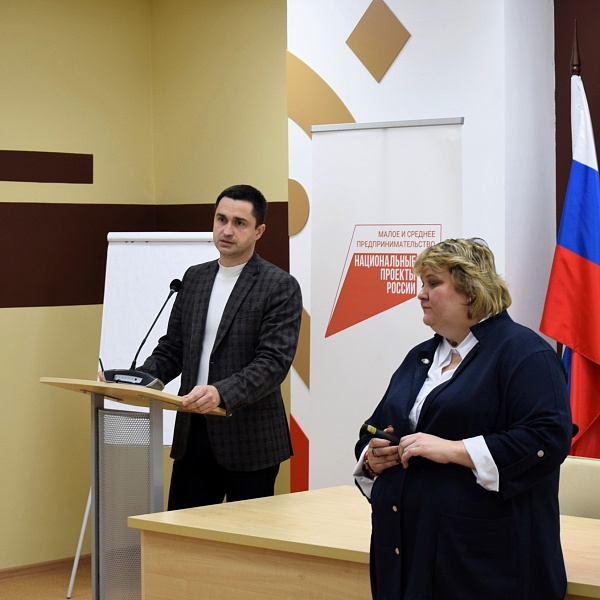 МАЛОЕ И СРЕДНЕЕ
ПРЕДПРИНИМАТЕЛЬСТВО
НАЦИОНАЛЬНЫЕ
ПРОЕКТЫ
РОССИИ